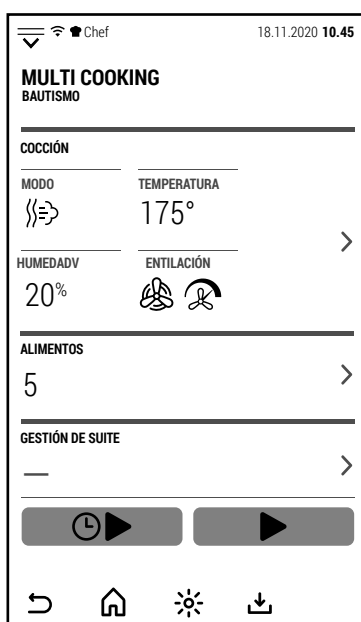 Chef 18.11.2020 10.45
MULTI COOKING
BAUTISMO
COCCIÓN
MODO TEMPERATURA
175°
HUMEDADV ENTILACIÓN
20%
ALIMENTOS
5
GESTIÓN DE SUITE
—